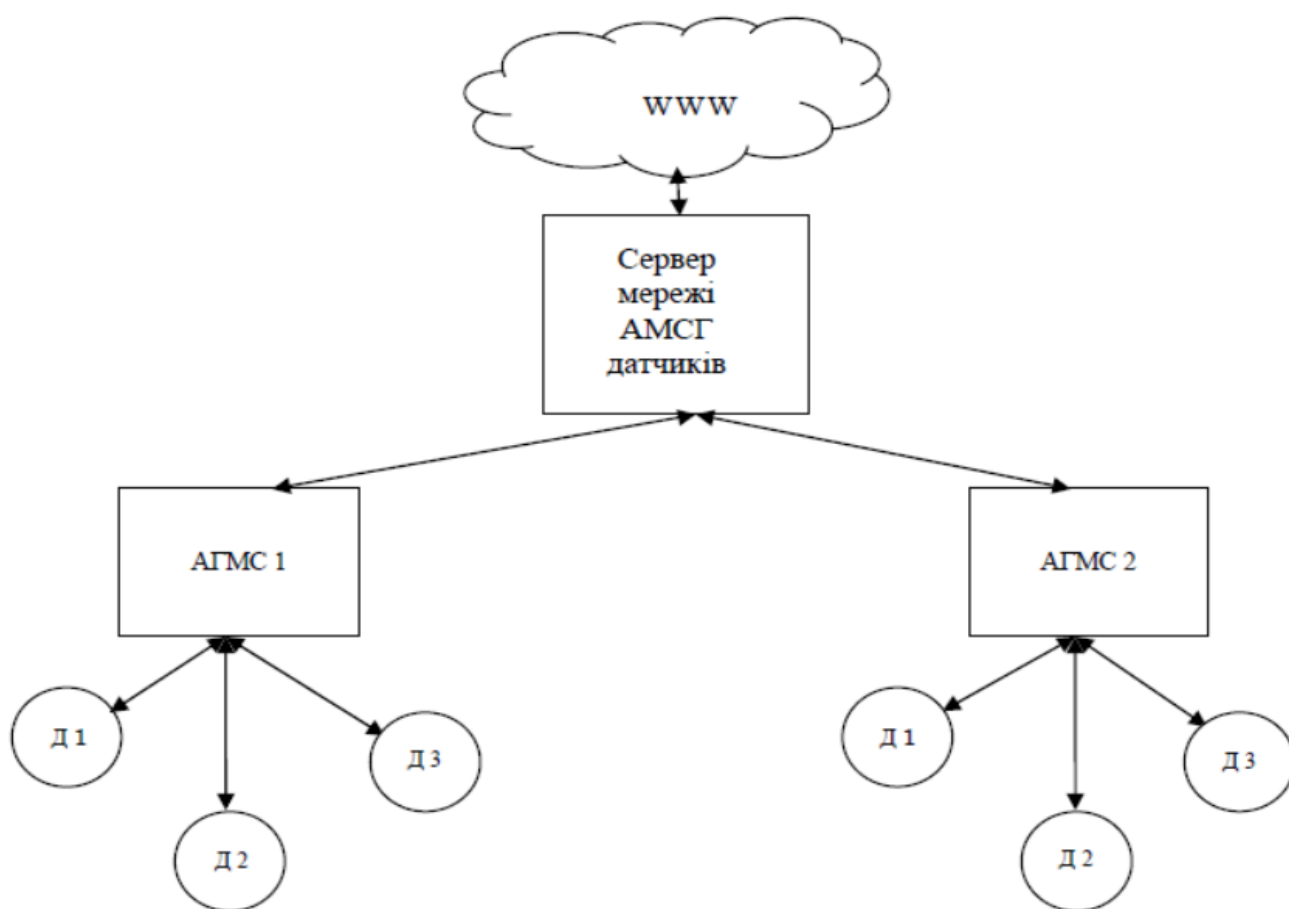 WWW
Сервер
мережі
АМСГ
датчиків
АГМС 1
АГМС 2
Д 1
Д 3
Д 2
Д 1
Д 3
Д 2